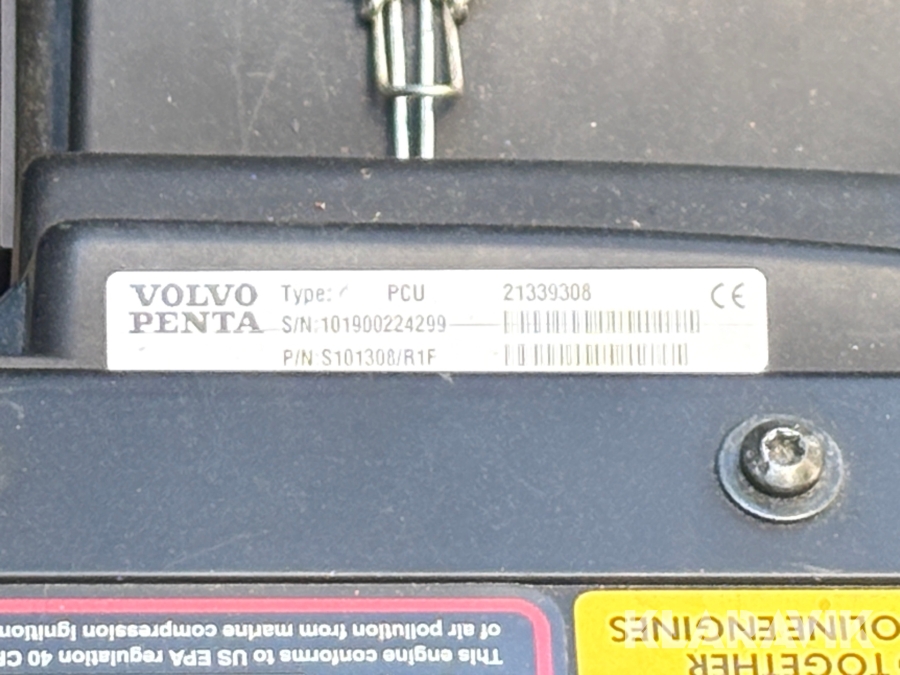 VOLVO
PENTA
Type: PCU 21339308
S/N:101900224299
P/N:S101308/R1F
CE
This engine conforms to US EPA regulation 40
of air pollution from marine compression ignition
TOGETHER
OLINE ENGINES